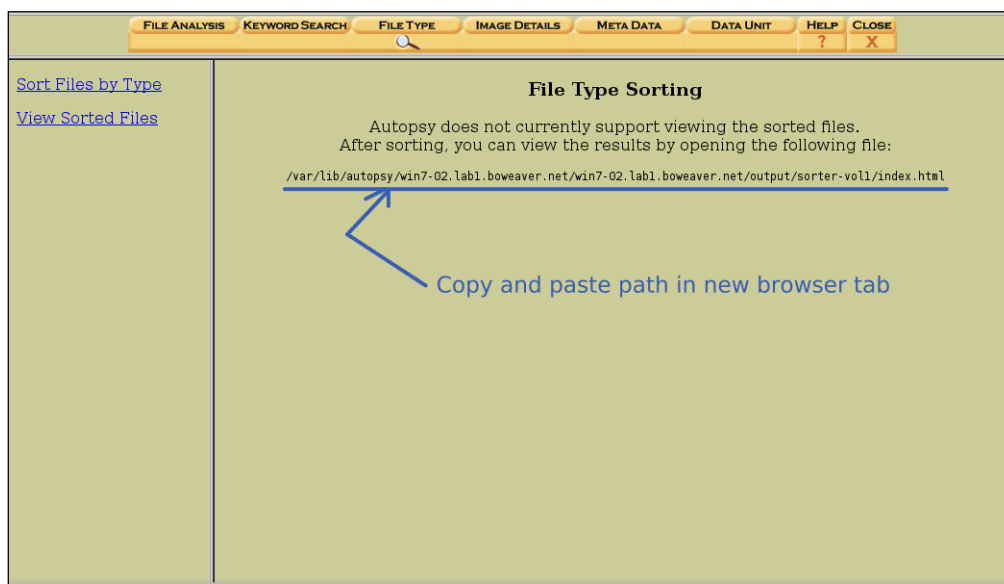 FILE ANALYSIS KEYWORD SEARCH FILE TYPE IMAGE DETAILS META DATA DATA UNIT HELP CLOSE
? X
Sort Files by Type
View Sorted Files
File Type Sorting
Autopsy does not currently support viewing the sorted files.
After sorting, you can view the results by opening the following file:
/var/lib/autopsy/win7-02.lab1.boweaver.net/win7-02.lab1.boweaver.net/output/sorter-vol1/index.html
Copy and paste path in new browser tab